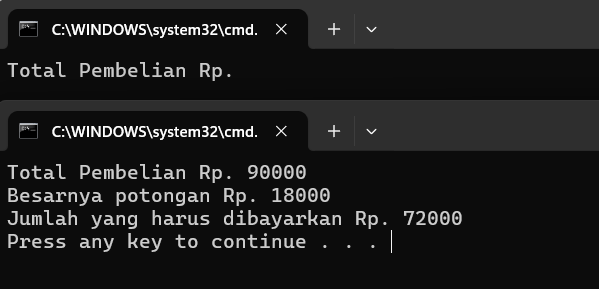 C:\WINDOWS\system32\cmd.
Total Pembelian Rp.
C:\WINDOWS\system32\cmd.
Total Pembelian Rp. 90000
Besarnya potongan Rp. 18000
Jumlah yang harus dibayarkan Rp. 72000
Press any key to continue . . .